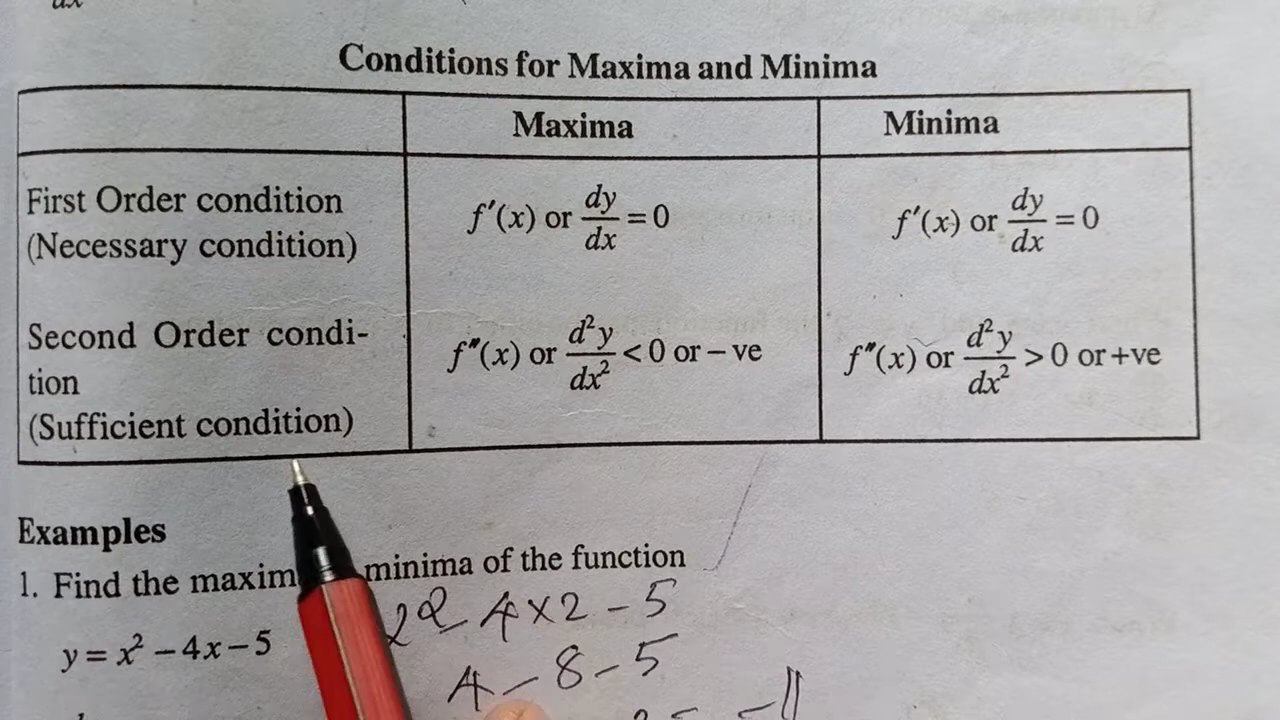 dx
Conditions for Maxima and Minima
Maxima Minima
First Order condition
(Necessary condition)
f′(x) or dy/dx = 0
f′(x) or dy/dx = 0
Second Order condi-
tion
(Sufficient condition)
f″(x) or d²y/dx² < 0 or – ve
f″(x) or d²y/dx² > 0 or +ve
Examples
1. Find the maxim minima of the function
y = x² – 4x – 5
4×2 – 5
4 – 8 – 5